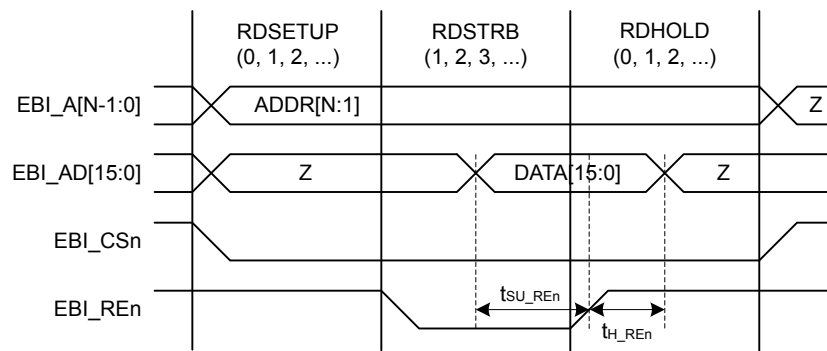 RDSETUP
(0, 1, 2, ...)
RDSTRB
(1, 2, 3, ...)
RDHOLD
(0, 1, 2, ...)
EBI_A[N-1:0]
ADDR[N:1]
Z
EBI_AD[15:0]
Z
DATA[15:0]
Z
EBI_CSn
EBI_REn
tSU_REn
tH_REn